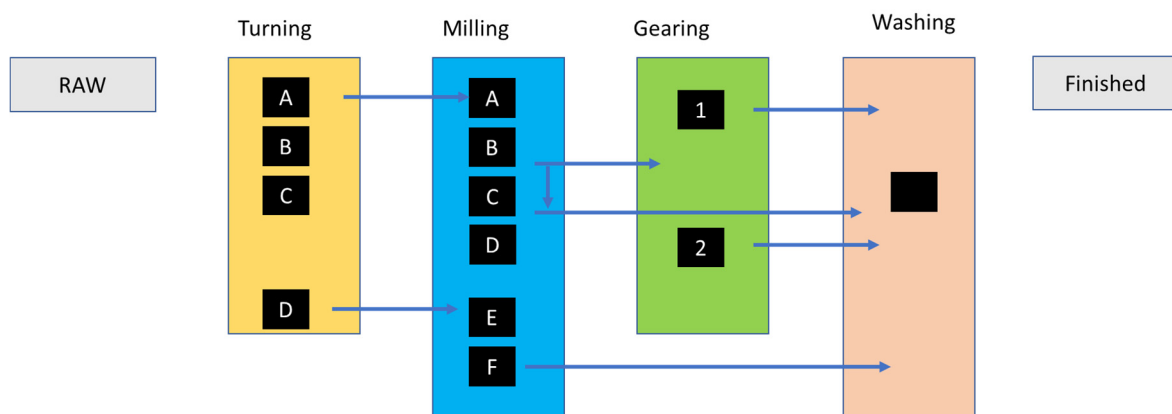 Turning
Milling
Gearing
Washing
RAW
Finished
A
B
C
D
A
B
C
D
E
F
1
2